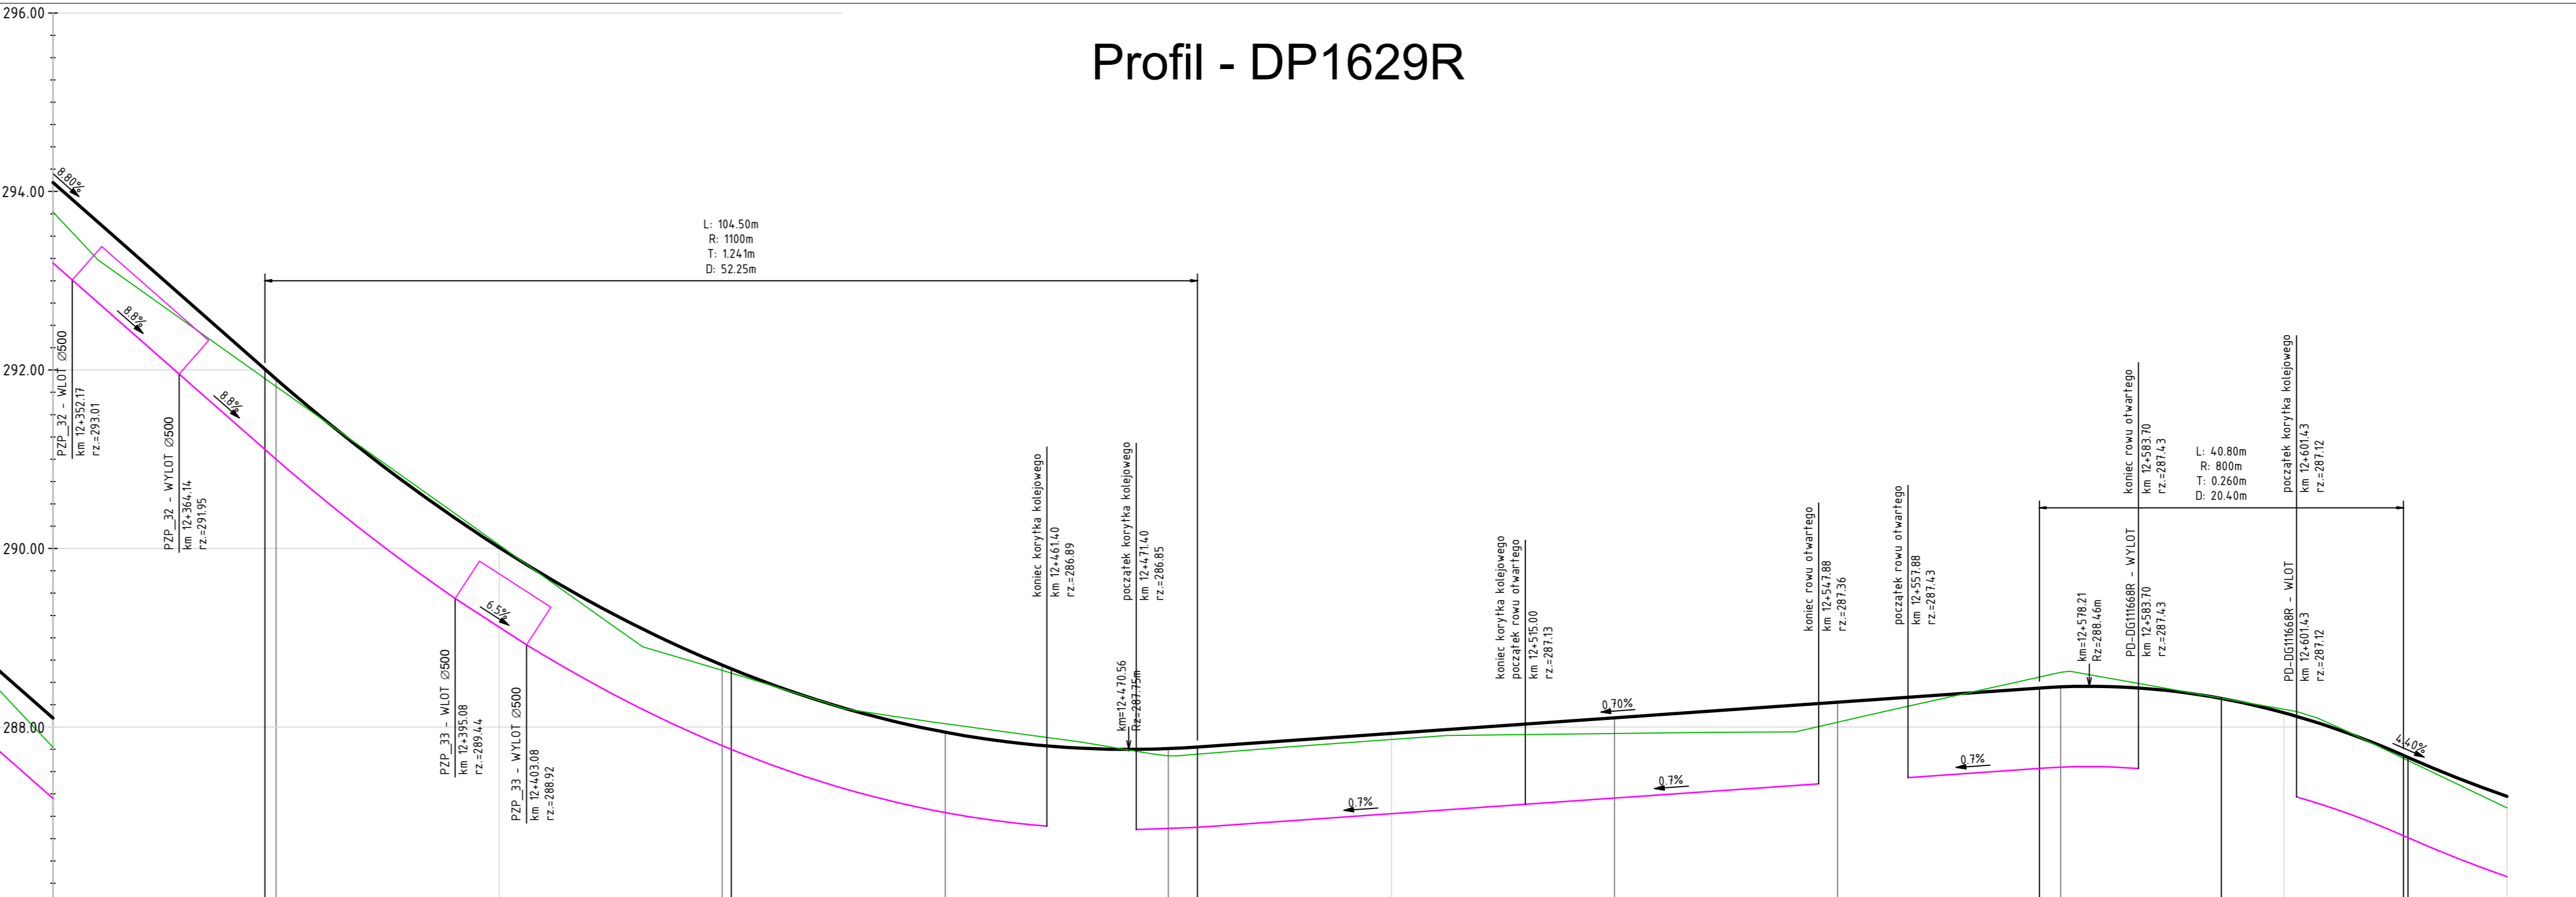 Profil - DP1629R
296.00
294.00
292.00
290.00
288.00
8.80%
8.8%
8.8%
PZP_32 - WLOT ∅500
km 12+352.17
rz.=293.01
PZP_32 - WYLOT ∅500
km 12+364.14
rz.=291.95
L: 104.50m
R: 1100m
T: 1.241m
D: 52.25m
6.5%
PZP_33 - WLOT ∅500
km 12+395.08
rz.=289.44
PZP_33 - WYLOT ∅500
km 12+403.08
rz.=288.92
koniec korytka kolejowego
km 12+461.40
rz.=286.89
początek korytka kolejowego
km 12+471.40
rz.=286.85
km=12+470.56
Rz=287.75m
0.7%
koniec korytka kolejowego
początek rowu otwartego
km 12+515.00
rz.=287.13
0.70%
0.7%
koniec rowu otwartego
km 12+547.88
rz.=287.36
początek rowu otwartego
km 12+557.88
rz.=287.43
0.7%
km=12+578.21
Rz=288.46m
koniec rowu otwartego
km 12+583.70
rz.=287.43
PD-DG111668R - WYLOT
km 12+583.70
rz.=287.43
L: 40.80m
R: 800m
T: 0.260m
D: 20.40m
początek korytka kolejowego
km 12+601.43
rz.=287.12
PD-DG111668R - WLOT
km 12+601.43
rz.=287.12
4.40%